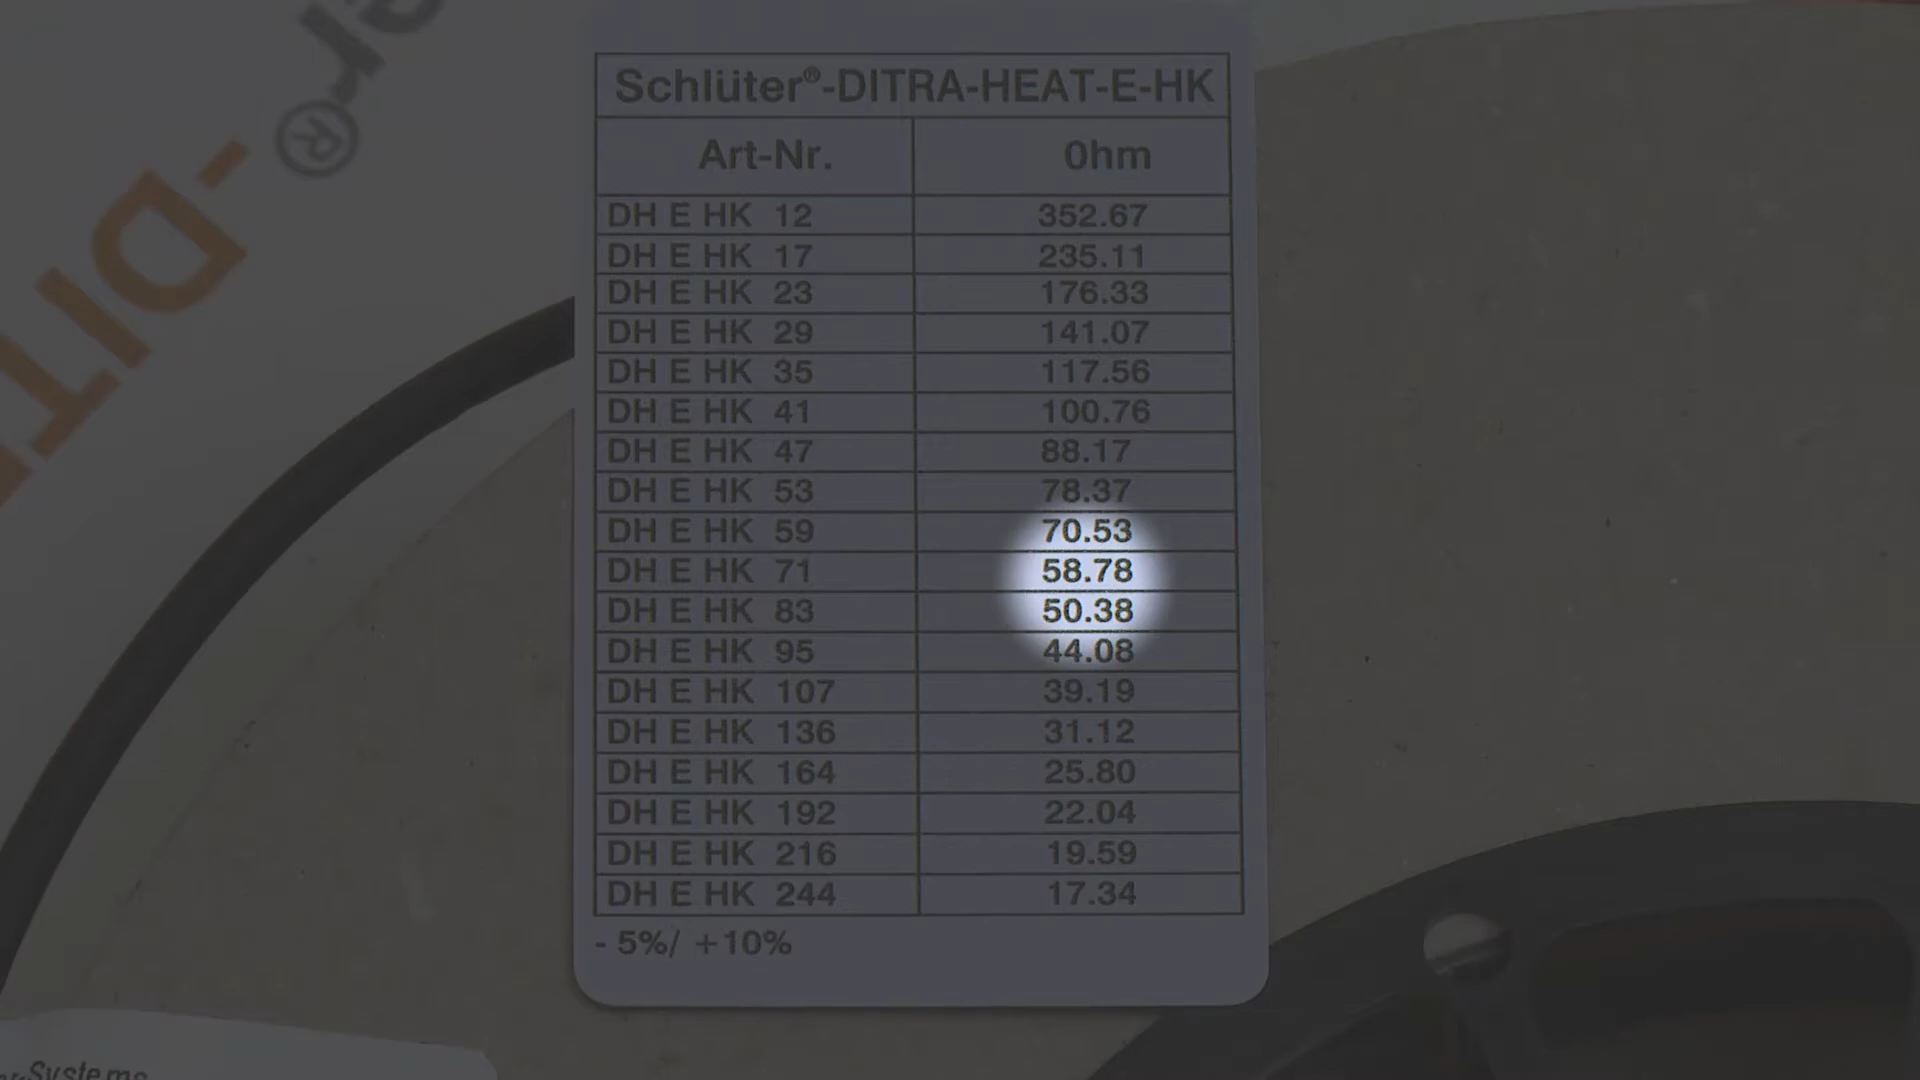 er®-DIT
Schlüter®-DITRA-HEAT-E-HK
Art-Nr. 0hm
DH E HK 12 352.67
DH E HK 17 235.11
DH E HK 23 176.33
DH E HK 29 141.07
DH E HK 35 117.56
DH E HK 41 100.76
DH E HK 47 88.17
DH E HK 53 78.37
DH E HK 59 70.53
DH E HK 71 58.78
DH E HK 83 50.38
DH E HK 95 44.08
DH E HK 107 39.19
DH E HK 136 31.12
DH E HK 164 25.80
DH E HK 192 22.04
DH E HK 216 19.59
DH E HK 244 17.34
- 5%/ +10%
er-Systems